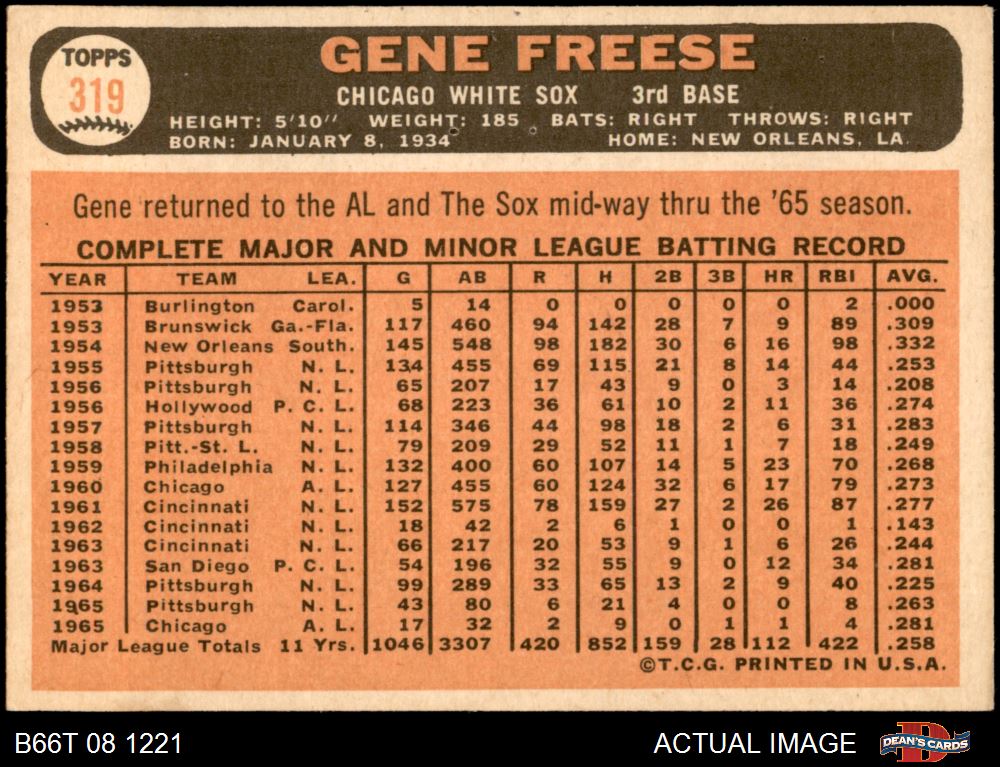 TOPPS
319
GENE FREESE
CHICAGO WHITE SOX 3rd BASE
HEIGHT: 5'10" WEIGHT: 185 BATS: RIGHT THROWS: RIGHT
BORN: JANUARY 8, 1934 HOME: NEW ORLEANS, LA.
Gene returned to the AL and The Sox mid-way thru the '65 season.
COMPLETE MAJOR AND MINOR LEAGUE BATTING RECORD
YEAR TEAM LEA. G AB R H 2B 3B HR RBI AVG.
1953 Burlington Carol. 5 14 0 0 0 0 0 2 .000
1953 Brunswick Ga.-Fla. 117 460 94 142 28 7 9 89 .309
1954 New Orleans South. 145 548 98 182 30 6 16 98 .332
1955 Pittsburgh N. L. 134 455 69 115 21 8 14 44 .253
1956 Pittsburgh N. L. 65 207 17 43 9 0 3 14 .208
1956 Hollywood P. C. L. 68 223 36 61 10 2 11 36 .274
1957 Pittsburgh N. L. 114 346 44 98 18 2 6 31 .283
1958 Pitt.-St. L. N. L. 79 209 29 52 11 1 7 18 .249
1959 Philadelphia N. L. 132 400 60 107 14 5 23 70 .268
1960 Chicago A. L. 127 455 60 124 32 6 17 79 .273
1961 Cincinnati N. L. 152 575 78 159 27 2 26 87 .277
1962 Cincinnati N. L. 18 42 2 6 1 0 0 1 .143
1963 Cincinnati N. L. 66 217 20 53 9 1 6 26 .244
1963 San Diego P. C. L. 54 196 32 55 9 0 12 34 .281
1964 Pittsburgh N. L. 99 289 33 65 13 2 9 40 .225
1965 Pittsburgh N. L. 43 80 6 21 4 0 0 8 .263
1965 Chicago A. L. 17 32 2 9 0 1 1 4 .281
Major League Totals 11 Yrs. 1046 3307 420 852 159 28 112 422 .258
©T.C.G. PRINTED IN U.S.A.
B66T 08 1221 ACTUAL IMAGE DEAN'S CARDS